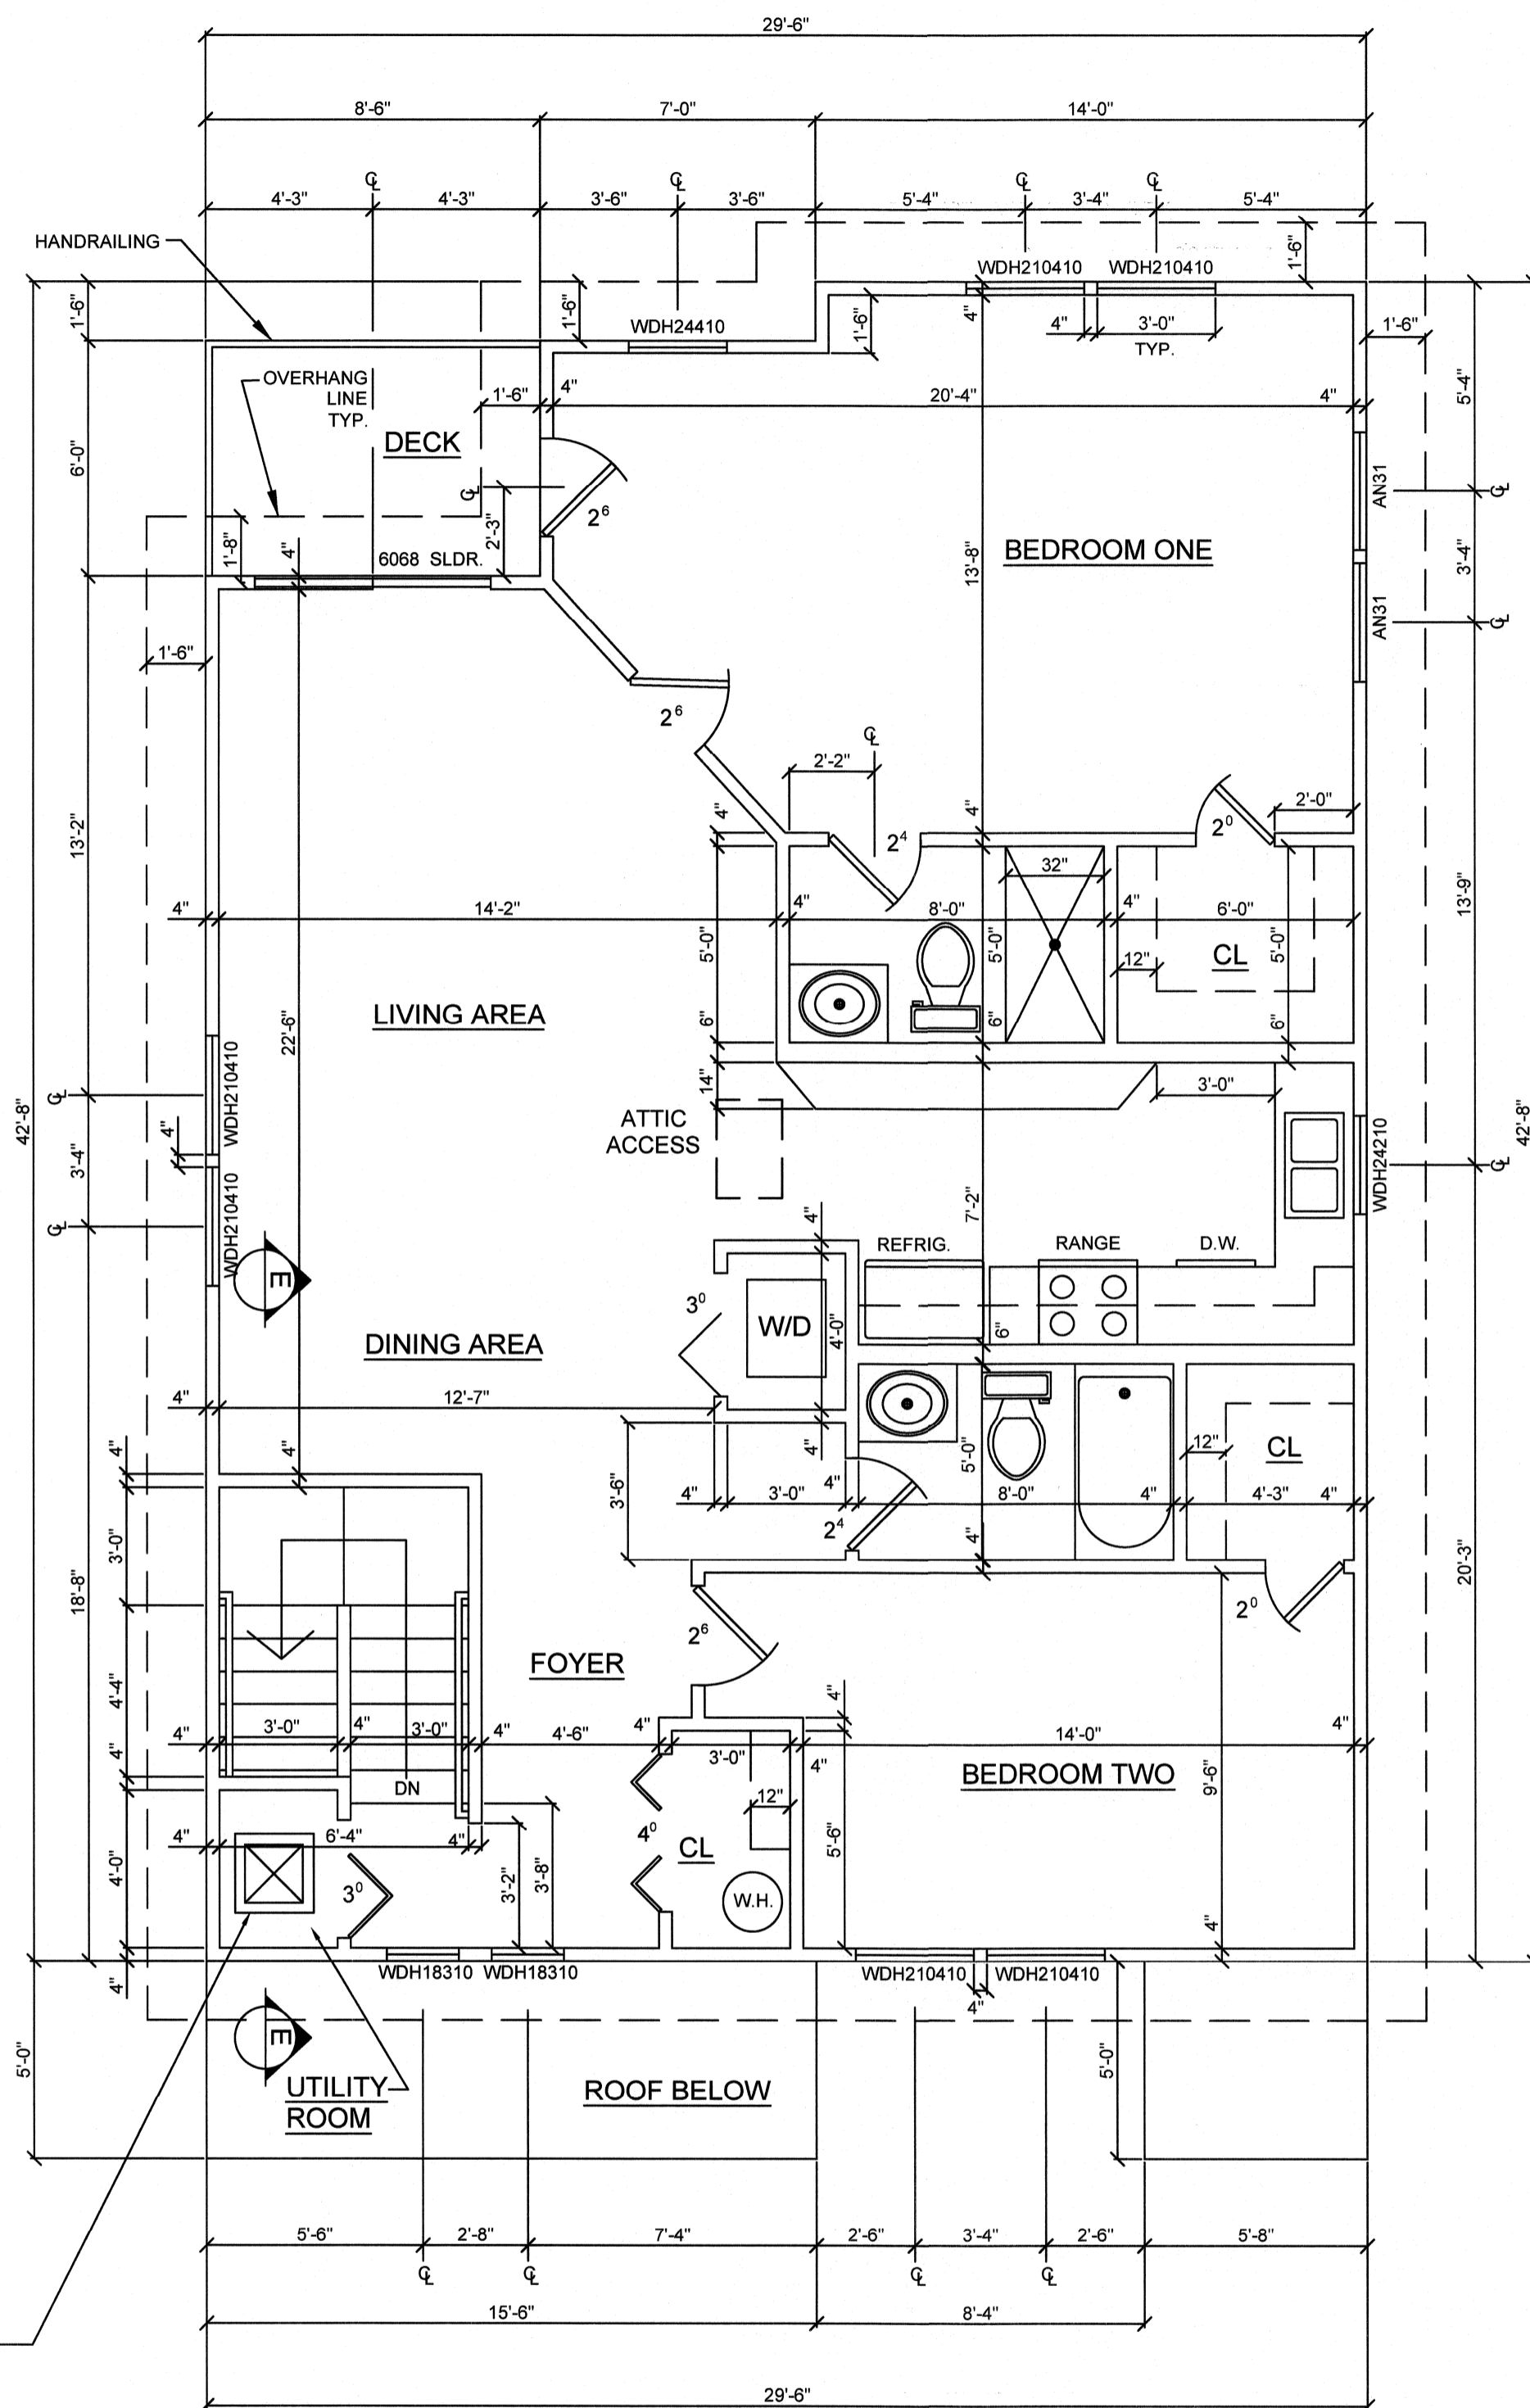 29'-6"
8'-6" 7'-0" 14'-0"
4'-3" ℄ 4'-3" 3'-6" ℄ 3'-6" 5'-4" ℄ 3'-4" ℄ 5'-4"
HANDRAILING
1'-6" 1'-6" WDH210410 WDH210410 1'-6"
WDH24410 1'-6" 4" 4" 3'-0" 1'-6"
TYP.
OVERHANG
LINE
TYP.
1'-6" 4" 20'-4" 4" 5'-4"
DECK
6'-0" ℄ 2⁶ AN31 ℄
1'-8" 4" 6068 SLDR. 2'-3" 13'-8" BEDROOM ONE 3'-4"
AN31 ℄
1'-6"
2⁶ ℄
2'-2" 2'-0"
13'-2" 4" 2⁴ 4" 2⁰
32"
4" 14'-2" 4" 8'-0" 4" 6'-0" 13'-9"
5'-0" 5'-0" 12" CL 5'-0"
LIVING AREA
22'-6" 6" 6" 6"
42'-8" ℄ WDH210410 14" 3'-0" 42'-8"
ATTIC
ACCESS
4" WDH24210 ℄
3'-4" WDH210410 7'-2"
℄ 4"
REFRIG. RANGE D.W.
E
3⁰ W/D 4'-0" 6"
DINING AREA
4" 12'-7"
4" 4" 4" 5'-0" 12" CL
3'-6" 4" 3'-0" 4" 8'-0" 4" 4'-3" 4"
3'-0" 2⁴ 4" 20'-3"
18'-8" 2⁶ 2⁰
FOYER
4'-4" 4"
4" 3'-0" 4" 3'-0" 4" 4'-6" 4" 3'-0" 4" 14'-0" 4"
4" DN 12" BEDROOM TWO 9'-6"
4" 6'-4" 4" 4⁰ CL 5'-6"
4'-0" 3⁰ 3'-2" 3'-8" W.H. 4"
4" WDH18310 WDH18310 WDH210410 WDH210410
4"
E
5'-0" 5'-0"
UTILITY
ROOM
ROOF BELOW
5'-6" 2'-8" 7'-4" 2'-6" 3'-4" 2'-6" 5'-8"
℄ ℄ ℄ ℄
15'-6" 8'-4"
29'-6"